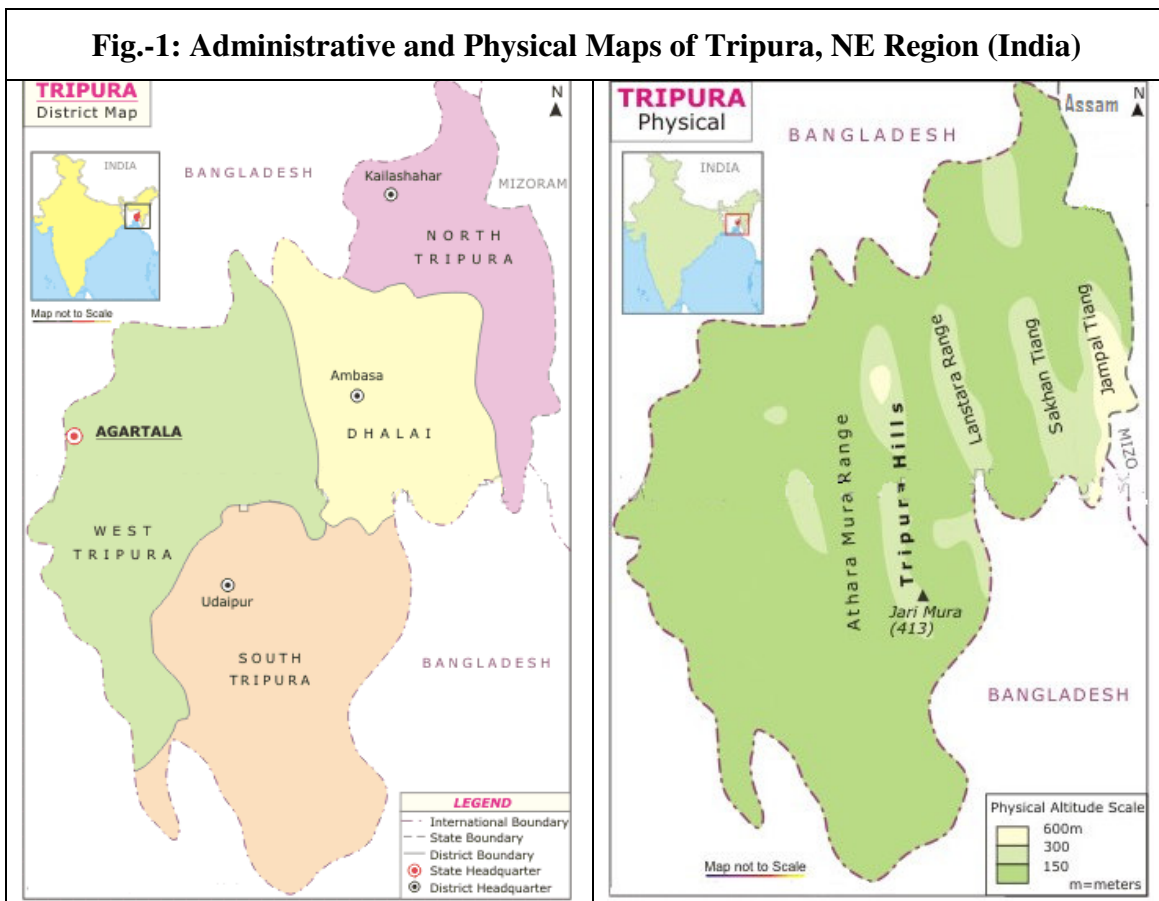 Fig.-1: Administrative and Physical Maps of Tripura, NE Region (India)
TRIPURA
District Map
N
INDIA
BANGLADESH
Kailashahar
MIZORAM
NORTH
TRIPURA
Map not to Scale
Ambasa
AGARTALA
DHALAI
WEST
TRIPURA
Udaipur
SOUTH
TRIPURA
BANGLADESH
LEGEND
International Boundary
State Boundary
District Boundary
State Headquarter
District Headquarter
TRIPURA
Physical
Assam
N
BANGLADESH
INDIA
Jampai Tiang
Sakhan Tiang
Lanstara Range
Tripura Hills
Athara Mura Range
MIZO
Jari Mura
(413)
BANGLADESH
Physical Altitude Scale
600m
300
150
m=meters
Map not to Scale